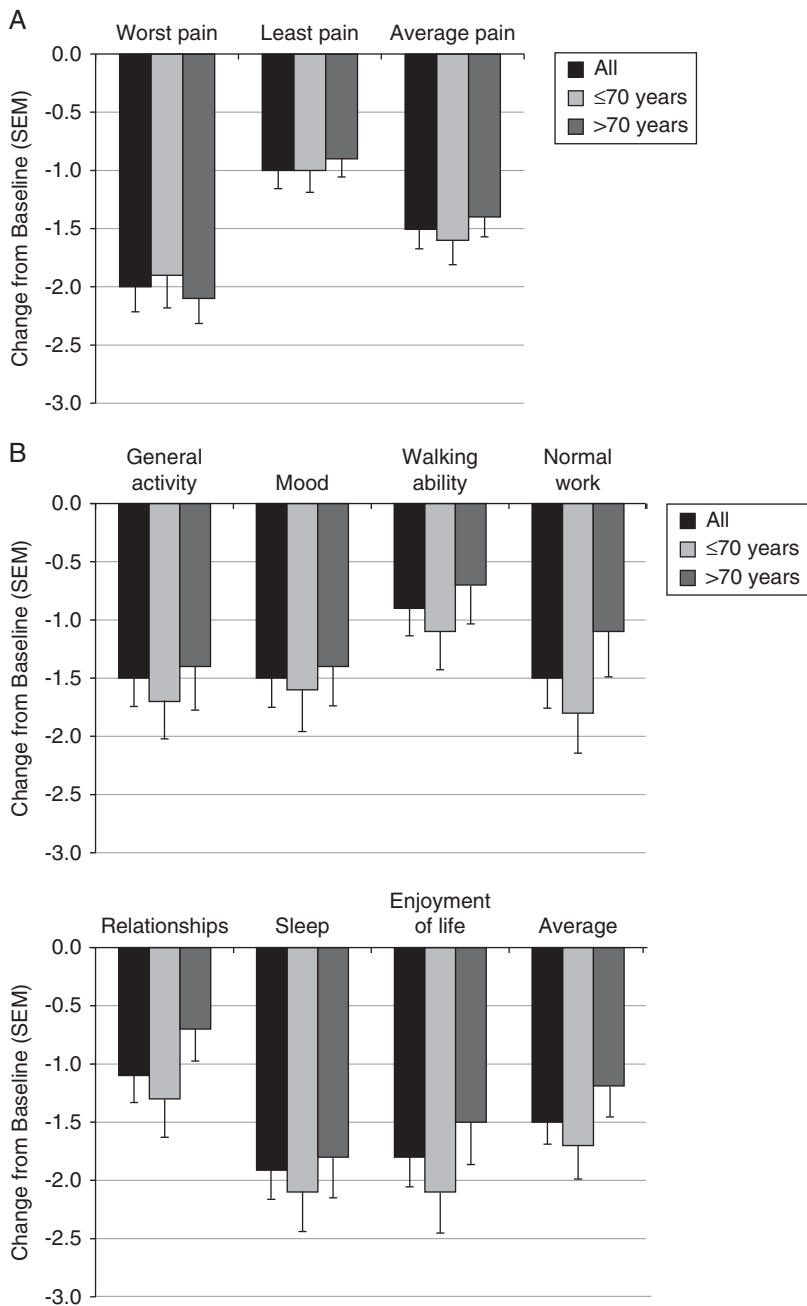 A
Worst pain Least pain Average pain
0.0
-0.5
-1.0
-1.5
-2.0
-2.5
-3.0
Change from Baseline (SEM)
All
≤70 years
>70 years
B
General
activity
Mood
Walking
ability
Normal
work
0.0
-0.5
-1.0
-1.5
-2.0
-2.5
-3.0
Change from Baseline (SEM)
All
≤70 years
>70 years
Relationships
Sleep
Enjoyment
of life
Average
0.0
-0.5
-1.0
-1.5
-2.0
-2.5
-3.0
Change from Baseline (SEM)